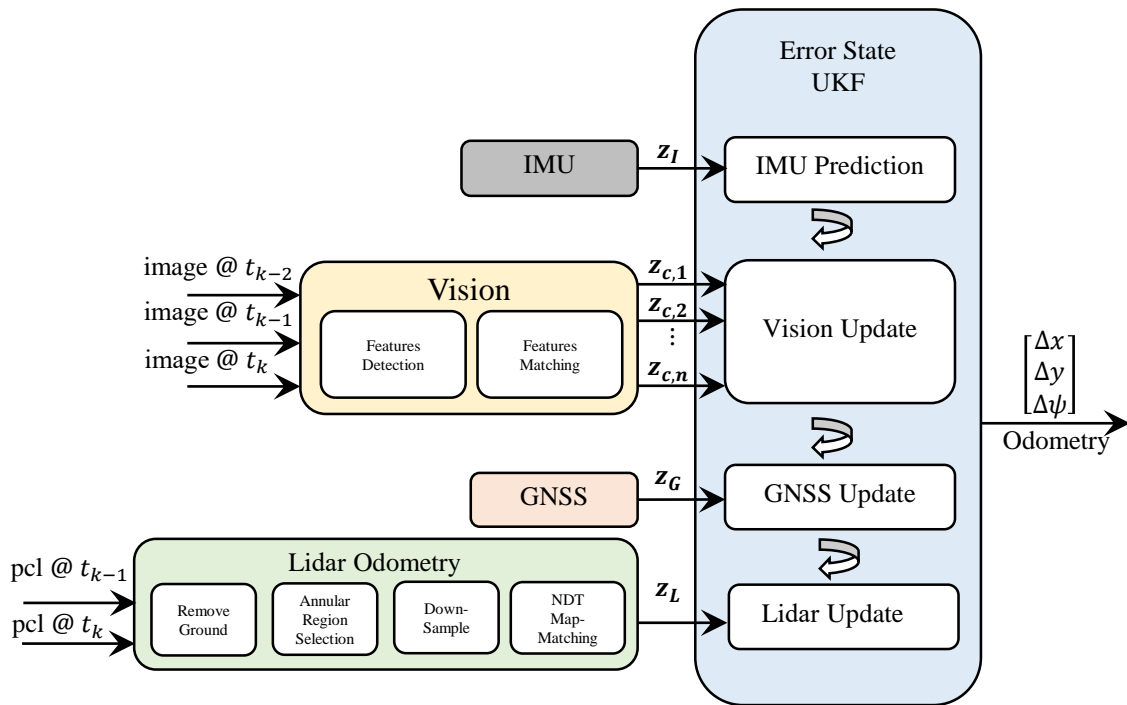 Error State
UKF
IMU
z_I
IMU Prediction
image @ t_{k−2}
image @ t_{k−1}
image @ t_k
Vision
Features
Detection
Features
Matching
z_{c,1}
z_{c,2}
⋮
z_{c,n}
Vision Update
[Δx
Δy
Δψ]
Odometry
GNSS
z_G
GNSS Update
pcl @ t_{k−1}
pcl @ t_k
Lidar Odometry
Remove
Ground
Annular
Region
Selection
Down-
Sample
NDT
Map-
Matching
z_L
Lidar Update